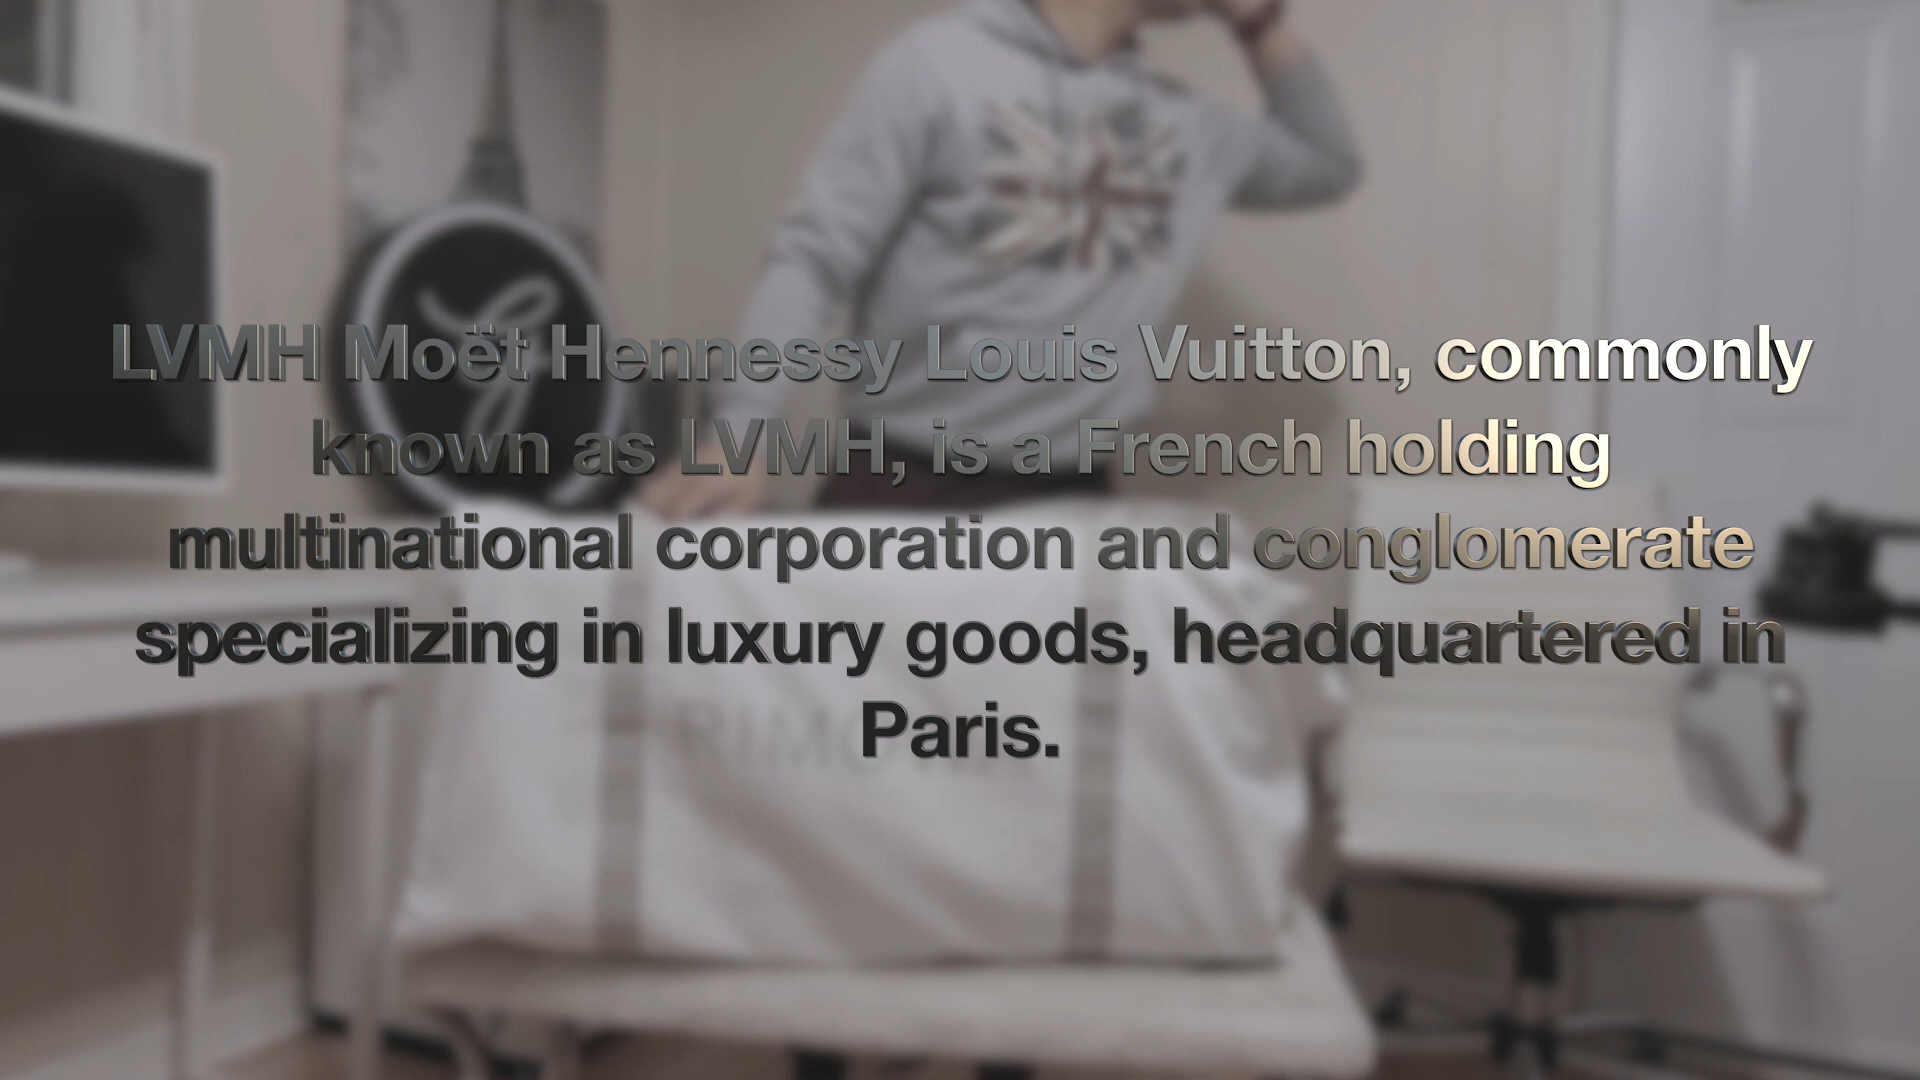 LVMH Moët Hennessy Louis Vuitton, commonly
known as LVMH, is a French holding
multinational corporation and conglomerate
specializing in luxury goods, headquartered in
Paris.